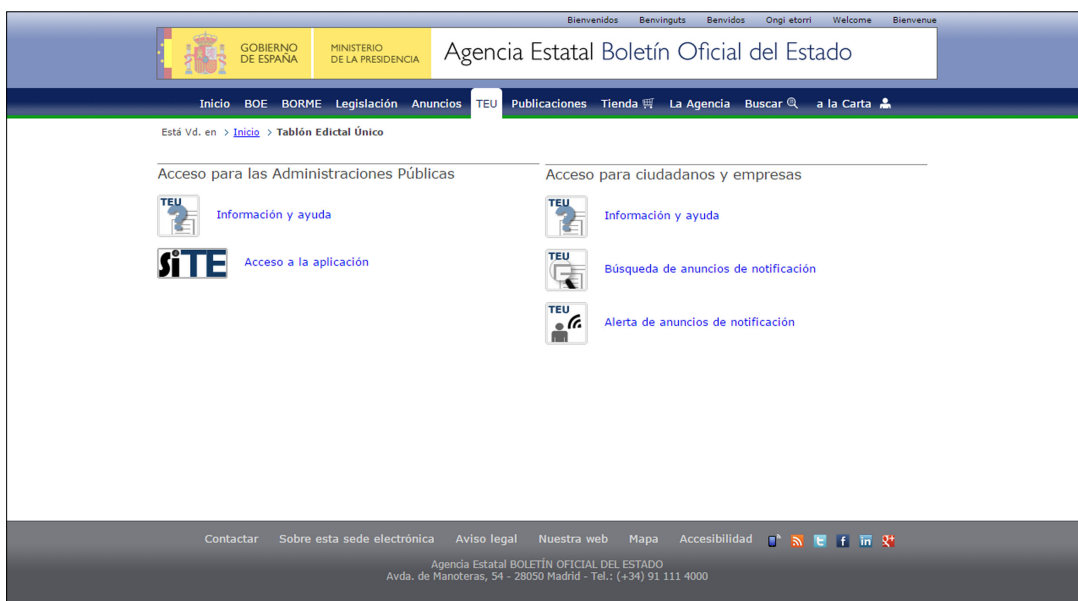 Bienvenidos Benvinguts Benvidos Ongi etorri Welcome Bienvenue
GOBIERNO
DE ESPAÑA
MINISTERIO
DE LA PRESIDENCIA
Agencia Estatal Boletín Oficial del Estado
Inicio BOE BORME Legislación Anuncios TEU Publicaciones Tienda La Agencia Buscar a la Carta
Está Vd. en > Inicio > Tablón Edictal Único
Acceso para las Administraciones Públicas
TEU
Información y ayuda
SiTE
Acceso a la aplicación
Acceso para ciudadanos y empresas
TEU
Información y ayuda
TEU
Búsqueda de anuncios de notificación
TEU
Alerta de anuncios de notificación
Contactar Sobre esta sede electrónica Aviso legal Nuestra web Mapa Accesibilidad
Agencia Estatal BOLETÍN OFICIAL DEL ESTADO
Avda. de Manoteras, 54 - 28050 Madrid - Tel.: (+34) 91 111 4000